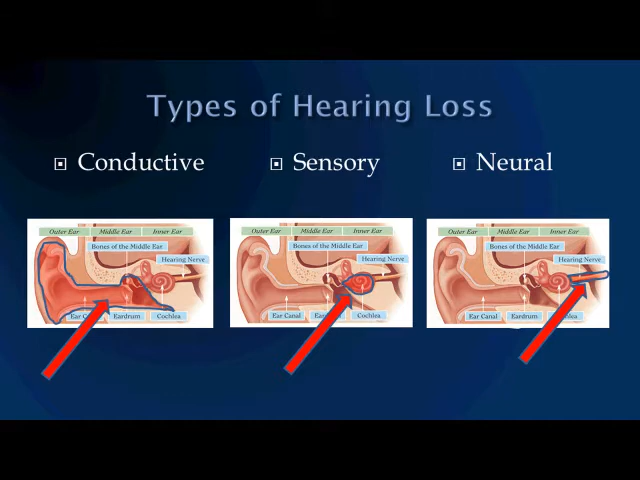 Types of Hearing Loss
Conductive
Sensory
Neural
Outer Ear Middle Ear Inner Ear
Bones of the Middle Ear
Hearing Nerve
Eardrum Cochlea
Outer Ear Middle Ear Inner Ear
Bones of the Middle Ear
Hearing Nerve
Ear Canal Cochlea
Outer Ear Middle Ear Inner Ear
Bones of the Middle Ear
Hearing Nerve
Ear Canal Eardrum